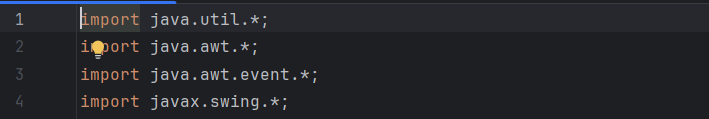 1 import java.util.*;
2 import java.awt.*;
3 import java.awt.event.*;
4 import javax.swing.*;